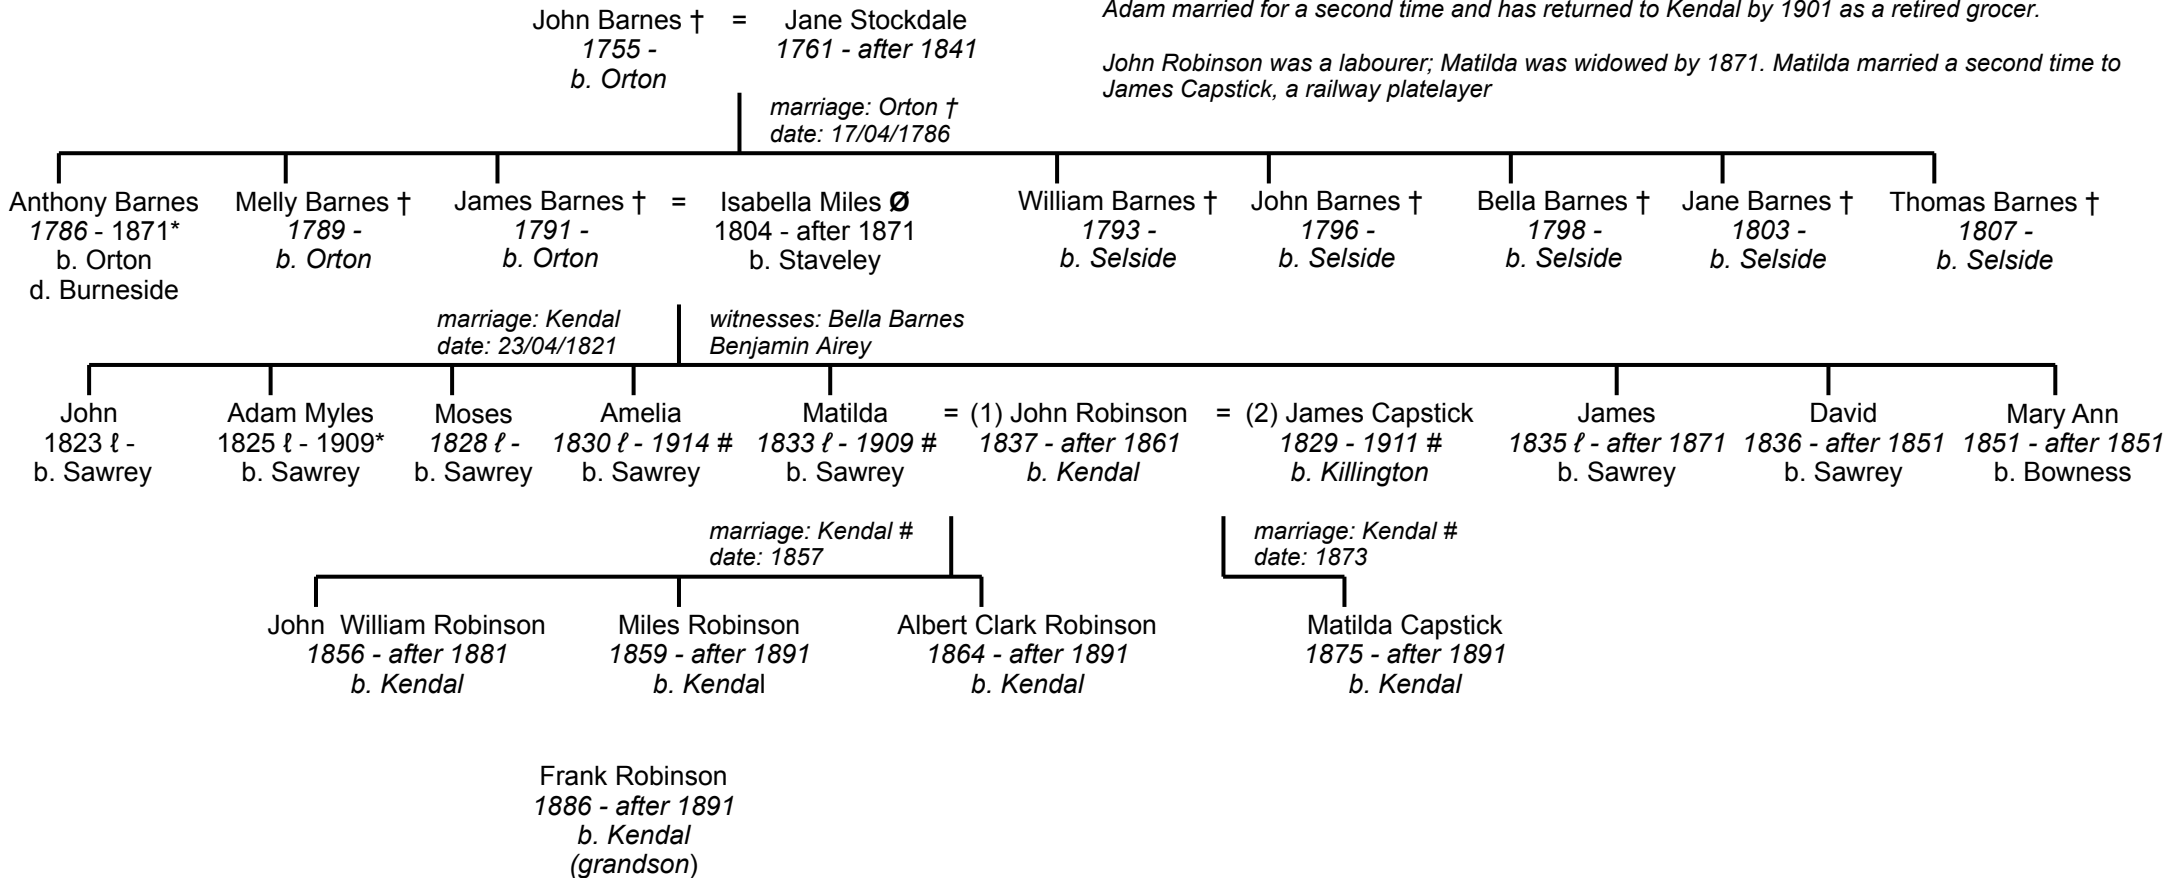 Adam married for a second time and has returned to Kendal by 1901 as a retired grocer.
John Robinson was a labourer; Matilda was widowed by 1871. Matilda married a second time to
James Capstick, a railway platelayer
John Barnes † = Jane Stockdale
1755 - 1761 - after 1841
b. Orton
marriage: Orton †
date: 17/04/1786
Anthony Barnes Melly Barnes † James Barnes † = Isabella Miles Ø William Barnes † John Barnes † Bella Barnes † Jane Barnes † Thomas Barnes †
1786 - 1871* 1789 - 1791 - 1804 - after 1871 1793 - 1796 - 1798 - 1803 - 1807 -
b. Orton b. Orton b. Orton b. Staveley b. Selside b. Selside b. Selside b. Selside b. Selside
d. Burneside
marriage: Kendal witnesses: Bella Barnes
date: 23/04/1821 Benjamin Airey
John Adam Myles Moses Amelia Matilda = (1) John Robinson = (2) James Capstick James David Mary Ann
1823 ℓ - 1825 ℓ - 1909* 1828 ℓ - 1830 ℓ - 1914 # 1833 ℓ - 1909 # 1837 - after 1861 1829 - 1911 # 1835 ℓ - after 1871 1836 - after 1851 1851 - after 1851
b. Sawrey b. Sawrey b. Sawrey b. Sawrey b. Sawrey b. Kendal b. Killington b. Sawrey b. Sawrey b. Bowness
marriage: Kendal # marriage: Kendal #
date: 1857 date: 1873
John William Robinson Miles Robinson Albert Clark Robinson Matilda Capstick
1856 - after 1881 1859 - after 1891 1864 - after 1891 1875 - after 1891
b. Kendal b. Kendal b. Kendal b. Kendal
Frank Robinson
1886 - after 1891
b. Kendal
(grandson)